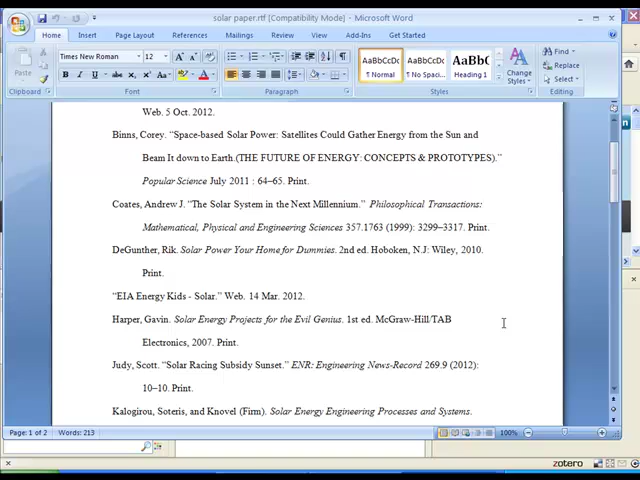 solar paper.rtf [Compatibility Mode] - Microsoft Word
Home Insert Page Layout References Mailings Review View Add-Ins Get Started
Paste
Clipboard
Times New Roman 12
B I U abc
Font
Paragraph
AaBbCcDc
¶ Normal
AaBbCcDc
¶ No Spaci...
AaBbC
Heading 1
Styles
Change Styles
Find
Replace
Select
Editing
Web. 5 Oct. 2012.
Binns, Corey. “Space-based Solar Power: Satellites Could Gather Energy from the Sun and
Beam It down to Earth.(THE FUTURE OF ENERGY: CONCEPTS & PROTOTYPES).”
Popular Science July 2011 : 64–65. Print.
Coates, Andrew J. “The Solar System in the Next Millennium.” Philosophical Transactions:
Mathematical, Physical and Engineering Sciences 357.1763 (1999): 3299–3317. Print.
DeGunther, Rik. Solar Power Your Home for Dummies. 2nd ed. Hoboken, N.J: Wiley, 2010.
Print.
“EIA Energy Kids - Solar.” Web. 14 Mar. 2012.
Harper, Gavin. Solar Energy Projects for the Evil Genius. 1st ed. McGraw-Hill/TAB
Electronics, 2007. Print.
Judy, Scott. “Solar Racing Subsidy Sunset.” ENR: Engineering News-Record 269.9 (2012):
10–10. Print.
Kalogirou, Soteris, and Knovel (Firm). Solar Energy Engineering Processes and Systems.
Page: 1 of 2 Words: 213 100%
zotero